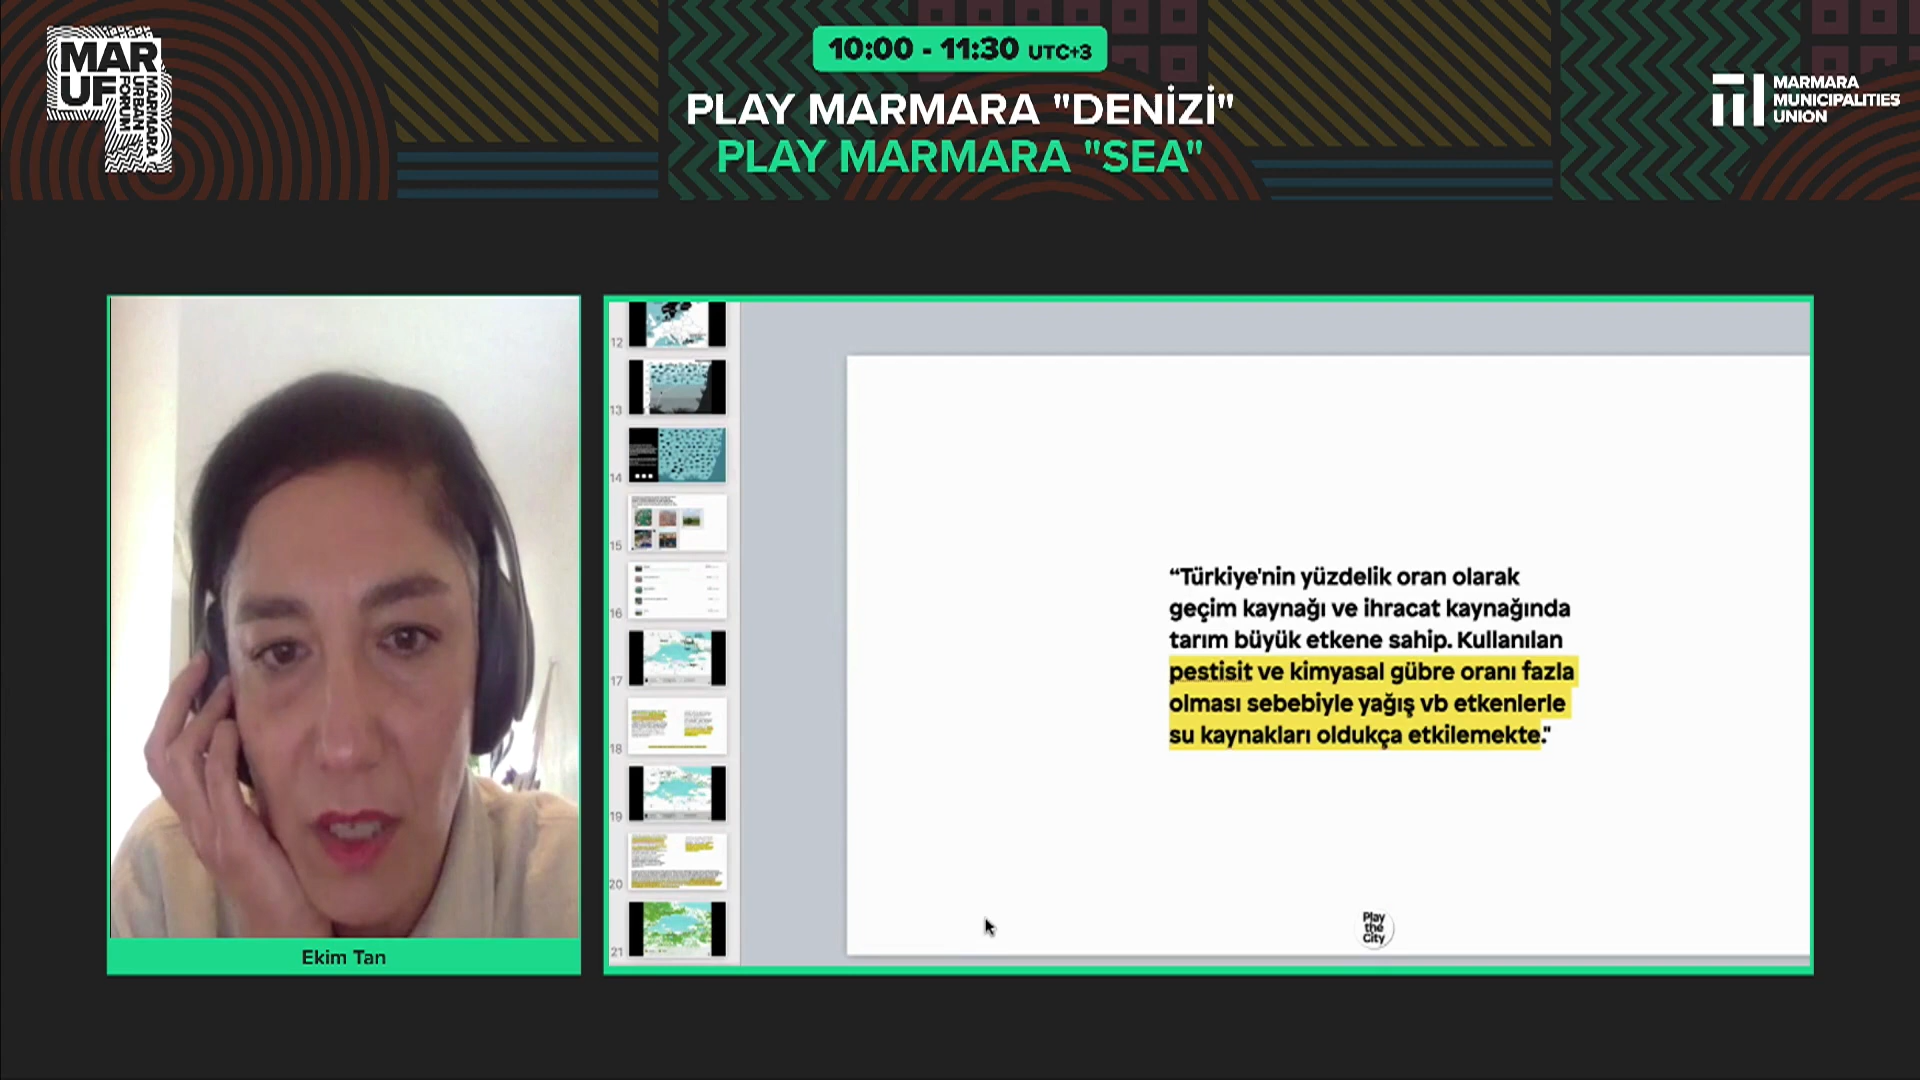 MAR
UF
MARMARA
URBAN
FORUM
10:00 - 11:30 UTC+3
PLAY MARMARA "DENİZİ"
PLAY MARMARA "SEA"
MARMARA
MUNICIPALITIES
UNION
Ekim Tan
12
13
14
15
16
17
18
19
20
21
“Türkiye'nin yüzdelik oran olarak
geçim kaynağı ve ihracat kaynağında
tarım büyük etkene sahip. Kullanılan
pestisit ve kimyasal gübre oranı fazla
olması sebebiyle yağış vb etkenlerle
su kaynakları oldukça etkilemekte."
Play
the
City